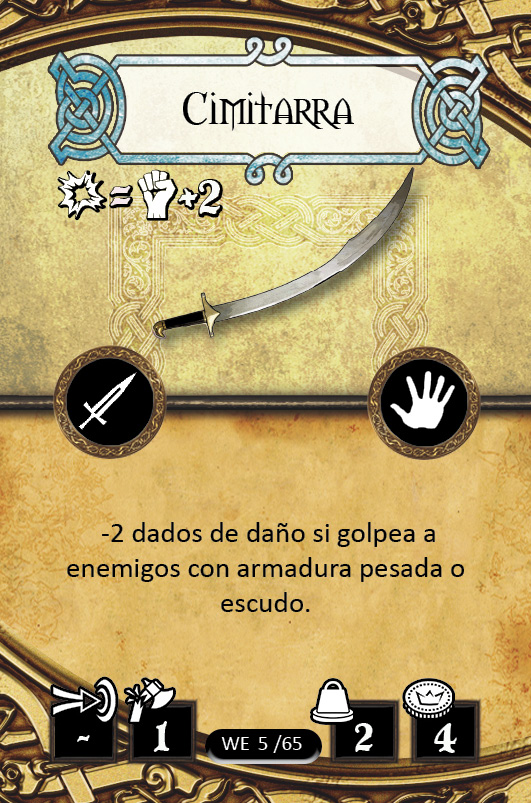 Cimitarra
= +2
-2 dados de daño si golpea a
enemigos con armadura pesada o
escudo.
- 1 WE 5 /65 2 4